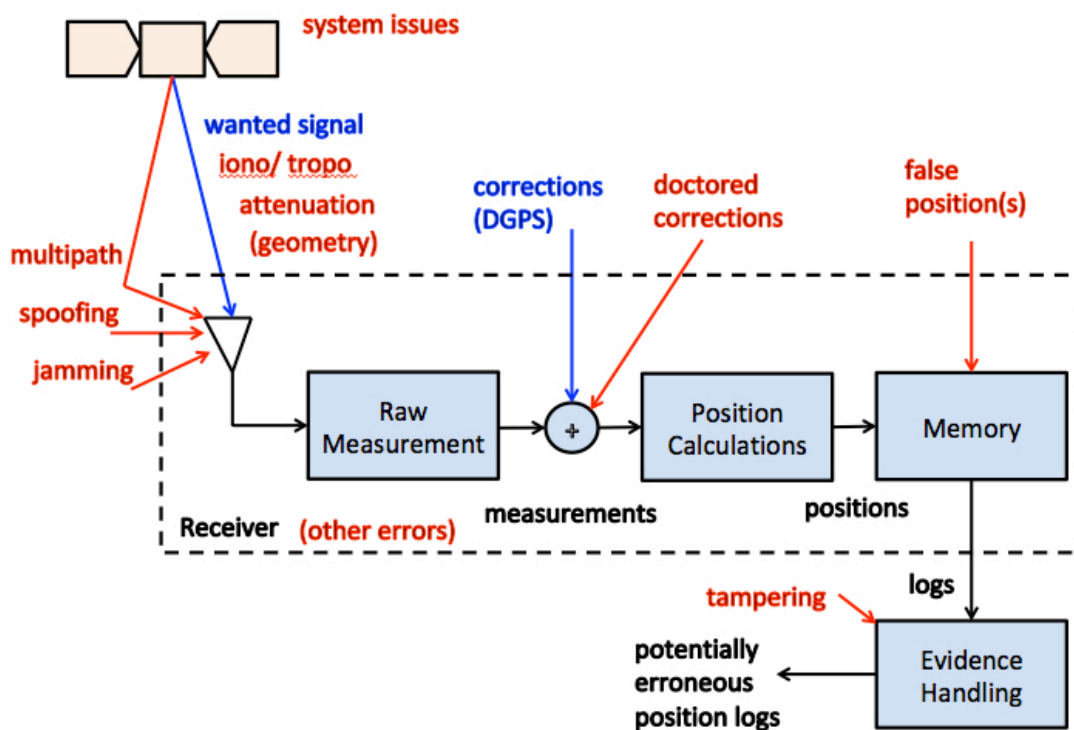 system issues
wanted signal
iono/ tropo
attenuation
(geometry)
corrections
(DGPS)
doctored
corrections
false
position(s)
multipath
spoofing
jamming
Raw
Measurement
+
Position
Calculations
Memory
measurements
positions
Receiver (other errors)
logs
tampering
potentially
erroneous
position logs
Evidence
Handling